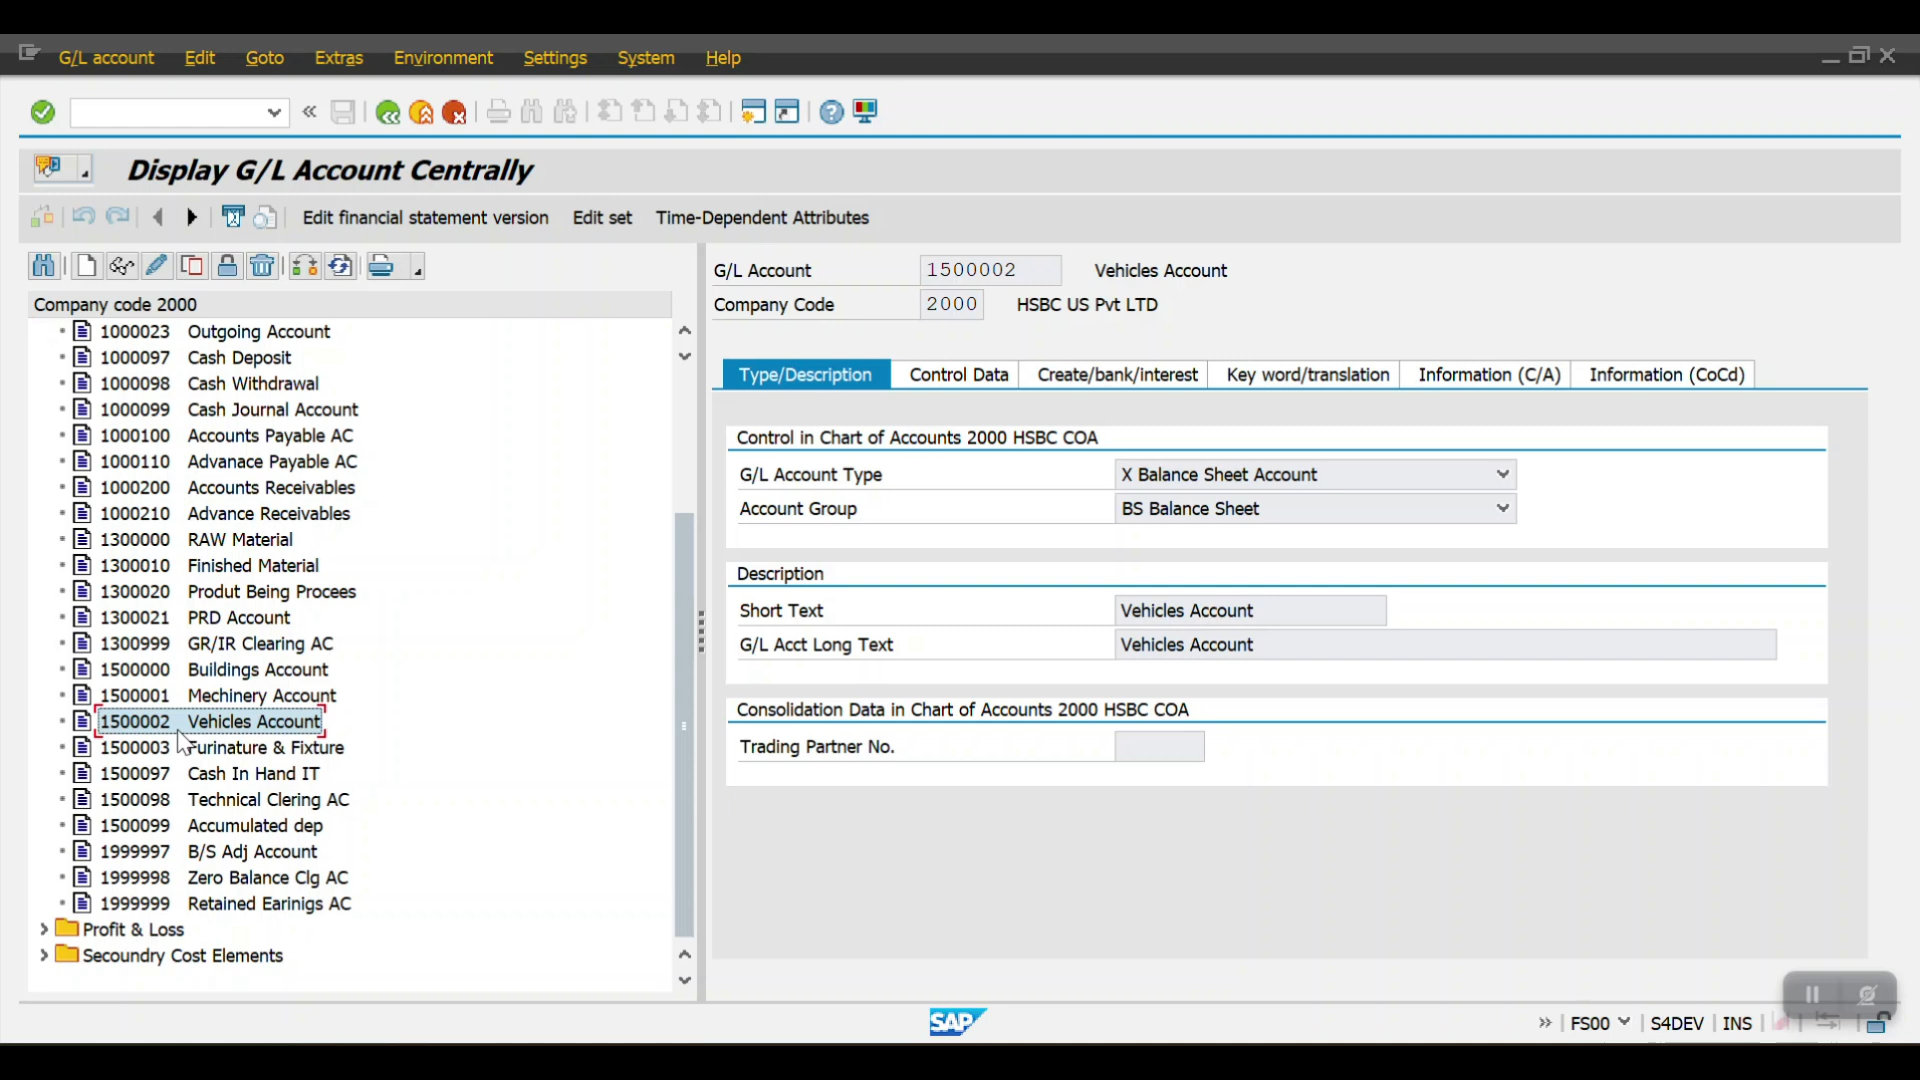 G/L account Edit Goto Extras Environment Settings System Help
Display G/L Account Centrally
Edit financial statement version Edit set Time-Dependent Attributes
Company code 2000
1000023 Outgoing Account
1000097 Cash Deposit
1000098 Cash Withdrawal
1000099 Cash Journal Account
1000100 Accounts Payable AC
1000110 Advanace Payable AC
1000200 Accounts Receivables
1000210 Advance Receivables
1300000 RAW Material
1300010 Finished Material
1300020 Produt Being Procees
1300021 PRD Account
1300999 GR/IR Clearing AC
1500000 Buildings Account
1500001 Mechinery Account
1500002 Vehicles Account
1500003 Furinature & Fixture
1500097 Cash In Hand IT
1500098 Technical Clering AC
1500099 Accumulated dep
1999997 B/S Adj Account
1999998 Zero Balance Clg AC
1999999 Retained Earinigs AC
Profit & Loss
Secoundry Cost Elements
G/L Account 1500002 Vehicles Account
Company Code 2000 HSBC US Pvt LTD
Type/Description Control Data Create/bank/interest Key word/translation Information (C/A) Information (CoCd)
Control in Chart of Accounts 2000 HSBC COA
G/L Account Type X Balance Sheet Account
Account Group BS Balance Sheet
Description
Short Text Vehicles Account
G/L Acct Long Text Vehicles Account
Consolidation Data in Chart of Accounts 2000 HSBC COA
Trading Partner No.
SAP
FS00 S4DEV INS